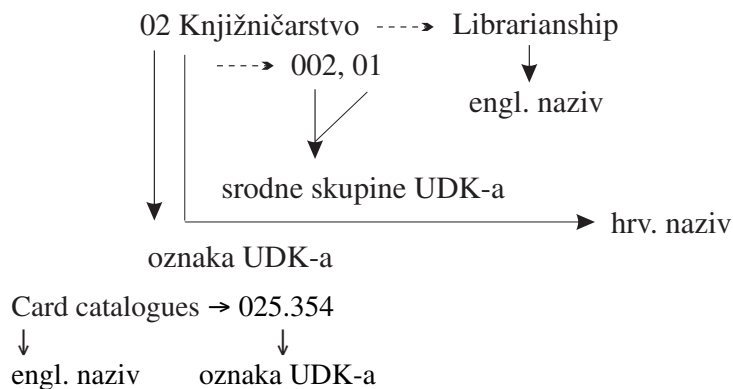 02 Knjižničarstvo Librarianship
002, 01
engl. naziv
srodne skupine UDK-a
hrv. naziv
oznaka UDK-a
Card catalogues → 025.354
engl. naziv oznaka UDK-a